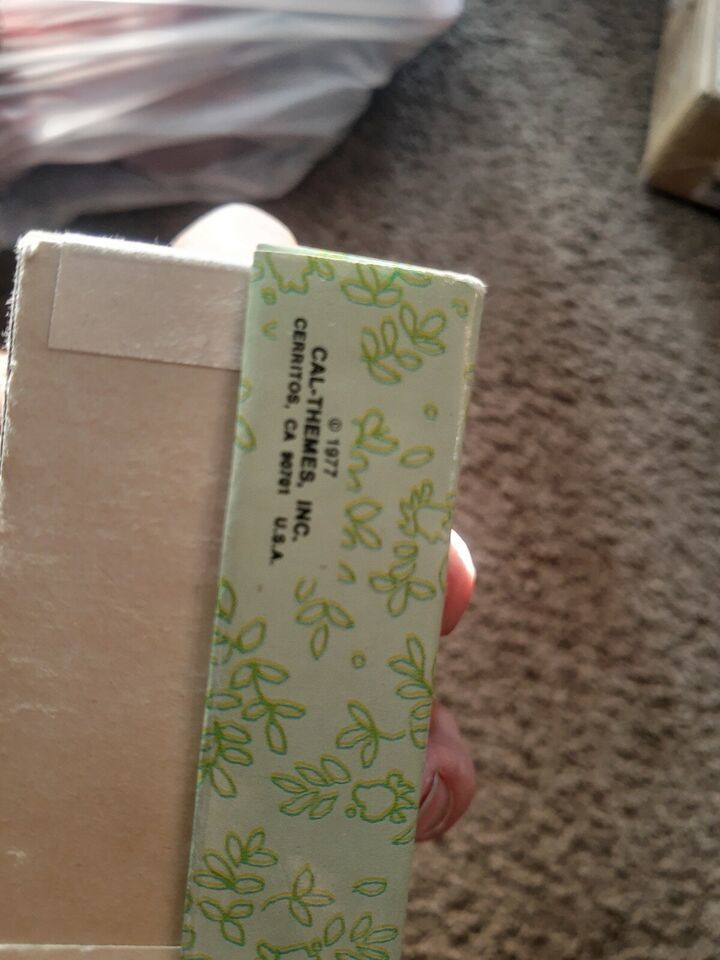 © 1977
CAL-THEMES, INC.
CERRITOS, CA 90701 U.S.A.